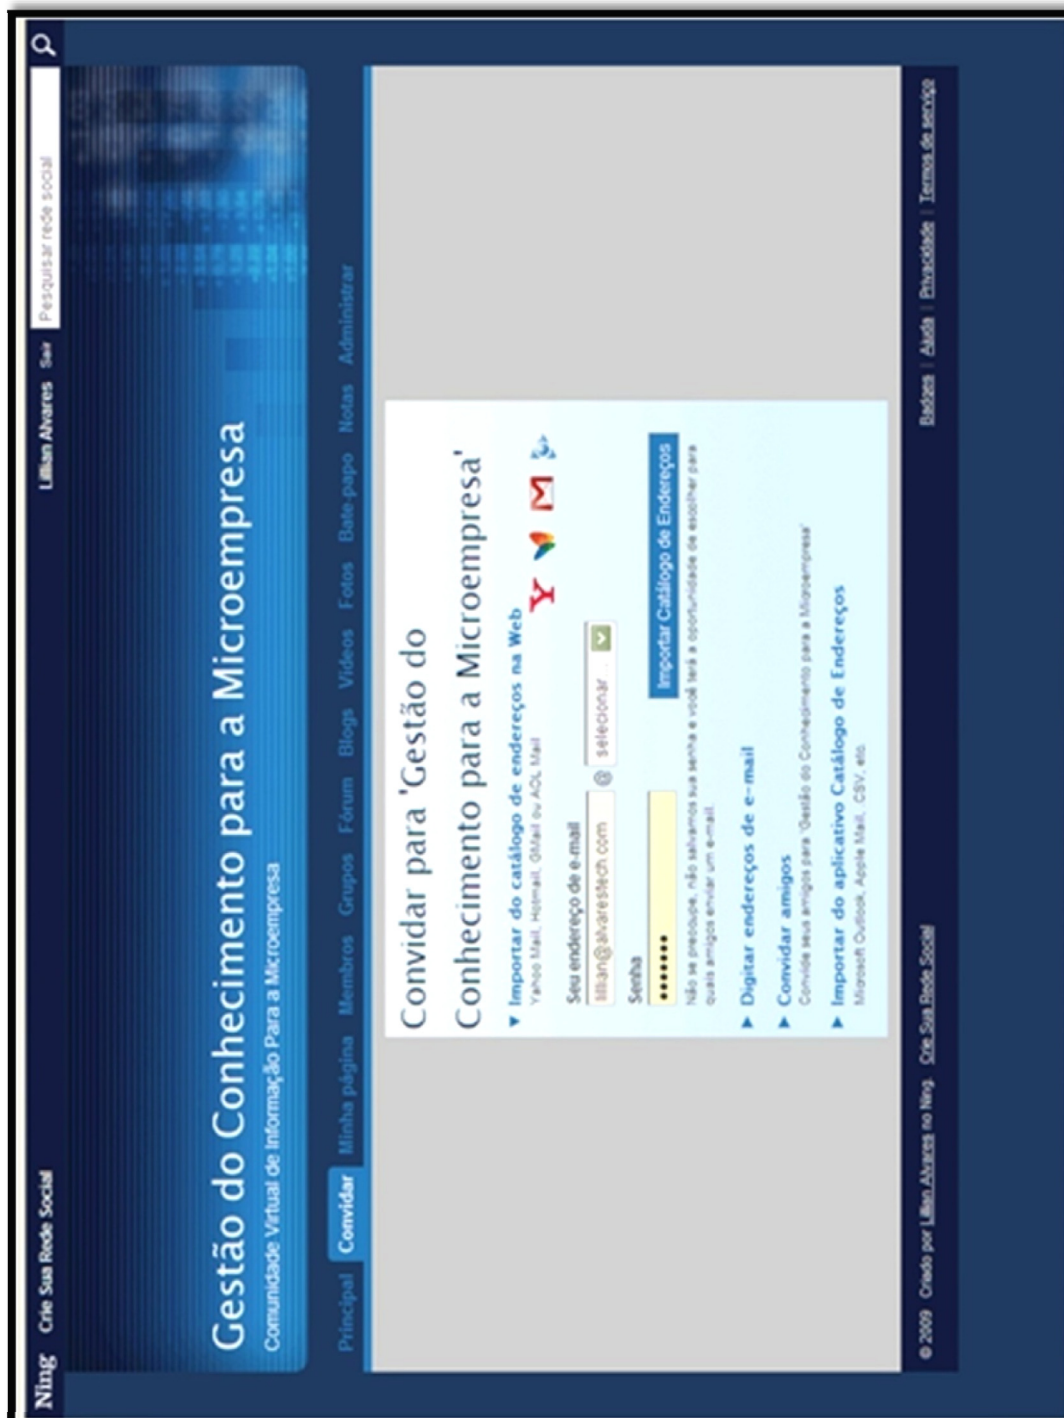 Ning Crie Sua Rede Social Lillian Alvares Sair Pesquisar rede social
Gestão do Conhecimento para a Microempresa
Comunidade Virtual de Informação Para a Microempresa
Principal Convidar Minha página Membros Grupos Fórum Blogs Vídeos Fotos Bate-papo Notas Administrar
Convidar para 'Gestão do
Conhecimento para a Microempresa'
▼ Importar do catálogo de endereços na Web
Yahoo Mail, Hotmail, GMail ou AOL Mail
Seu endereço de e-mail
lillian@alvarestech.com @ selecionar...
Senha
••••••• Importar Catálogo de Endereços
Não se preocupe, não salvamos sua senha e você terá a oportunidade de escolher para
quais amigos enviar um e-mail.
► Digitar endereços de e-mail
► Convidar amigos
Convide seus amigos para 'Gestão do Conhecimento para a Microempresa'
► Importar do aplicativo Catálogo de Endereços
Microsoft Outlook, Apple Mail, .CSV, etc.
© 2009 Criado por Lillian Alvares no Ning. Crie Sua Rede Social Badges | Ajuda | Privacidade | Termos de serviço